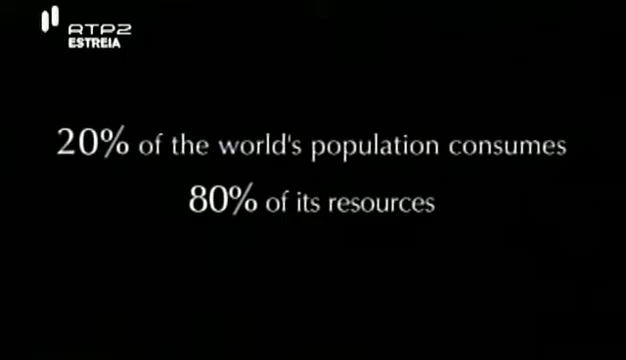 RTP2
ESTREIA
20% of the world's population consumes
80% of its resources